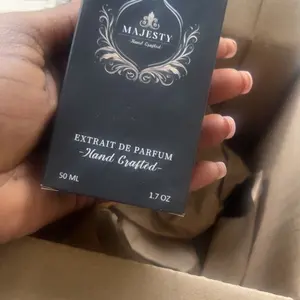 MAJESTY
Hand Crafted
EXTRAIT DE PARFUM
-Hand Crafted-
50 ML 1.7 OZ